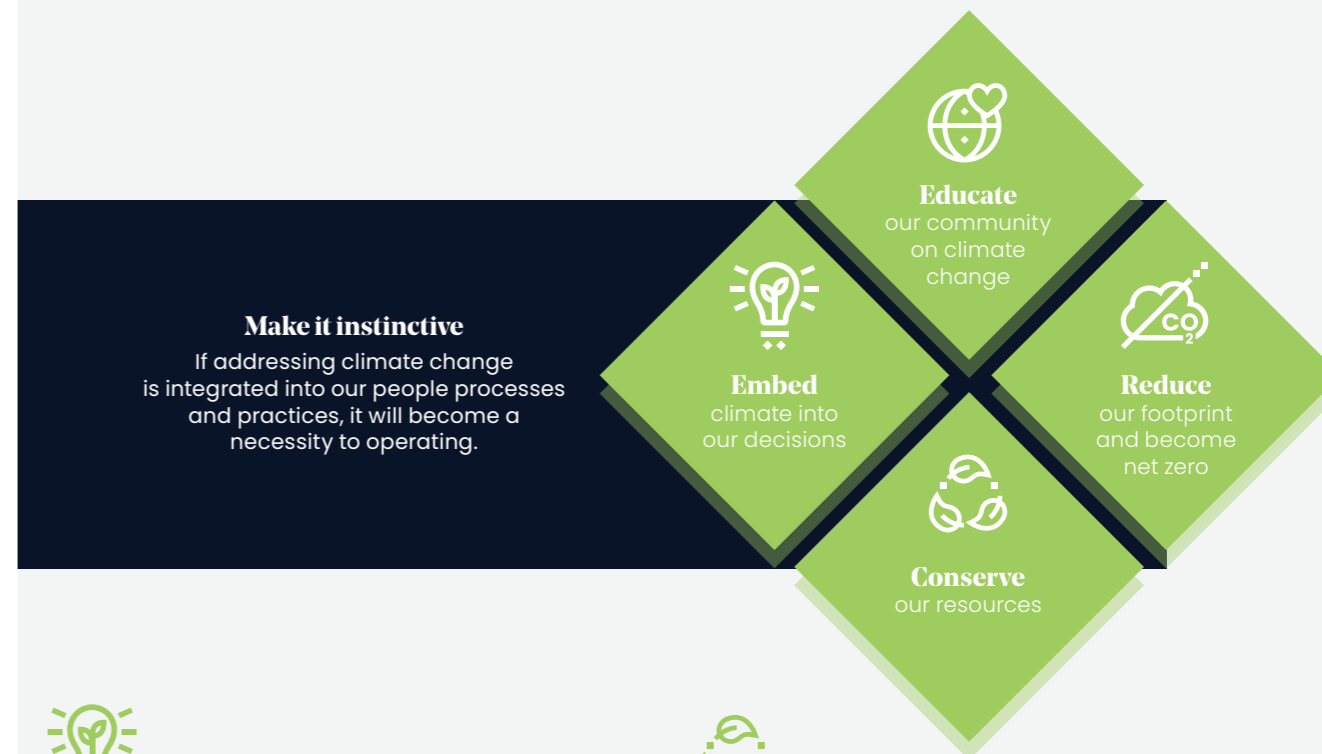 Make it instinctive
If addressing climate change
is integrated into our people processes
and practices, it will become a
necessity to operating.
Educate
our community
on climate
change
Embed
climate into
our decisions
CO2
Reduce
our footprint
and become
net zero
Conserve
our resources